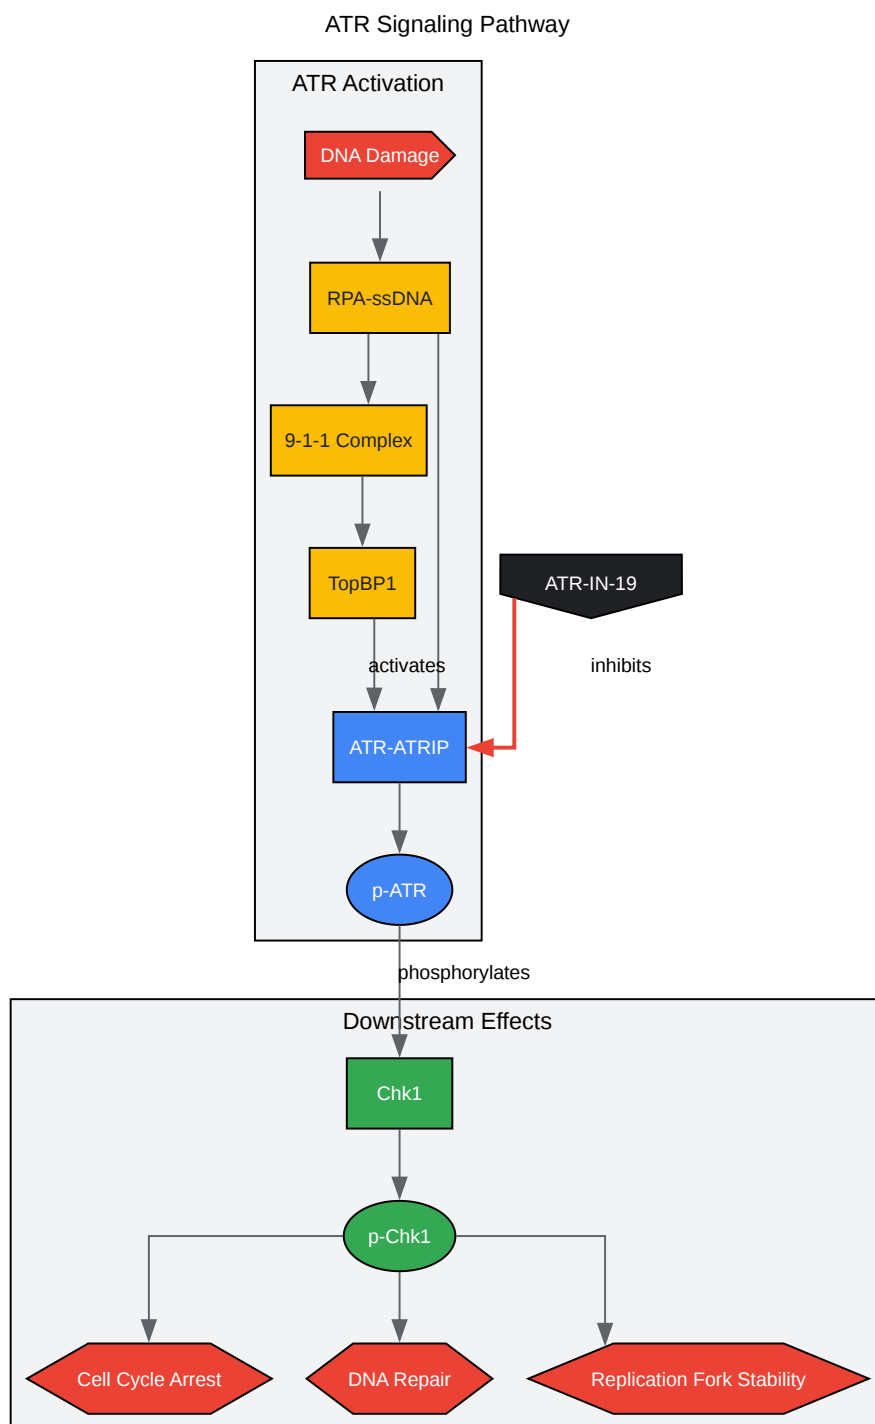 ATR Signaling Pathway
ATR Activation
DNA Damage
RPA-ssDNA
9-1-1 Complex
TopBP1
ATR-IN-19
activates
inhibits
ATR-ATRIP
p-ATR
phosphorylates
Downstream Effects
Chk1
p-Chk1
Cell Cycle Arrest
DNA Repair
Replication Fork Stability